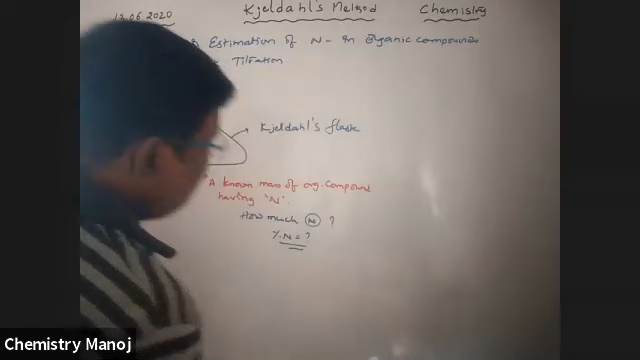 13.06.2020 Kjeldahl's Method Chemistry
Estimation of N - in Organic compounds
Titration
Kjeldahl's flask
A known mass of org. compound
having 'N'.
How much N ?
% N = ?
Chemistry Manoj